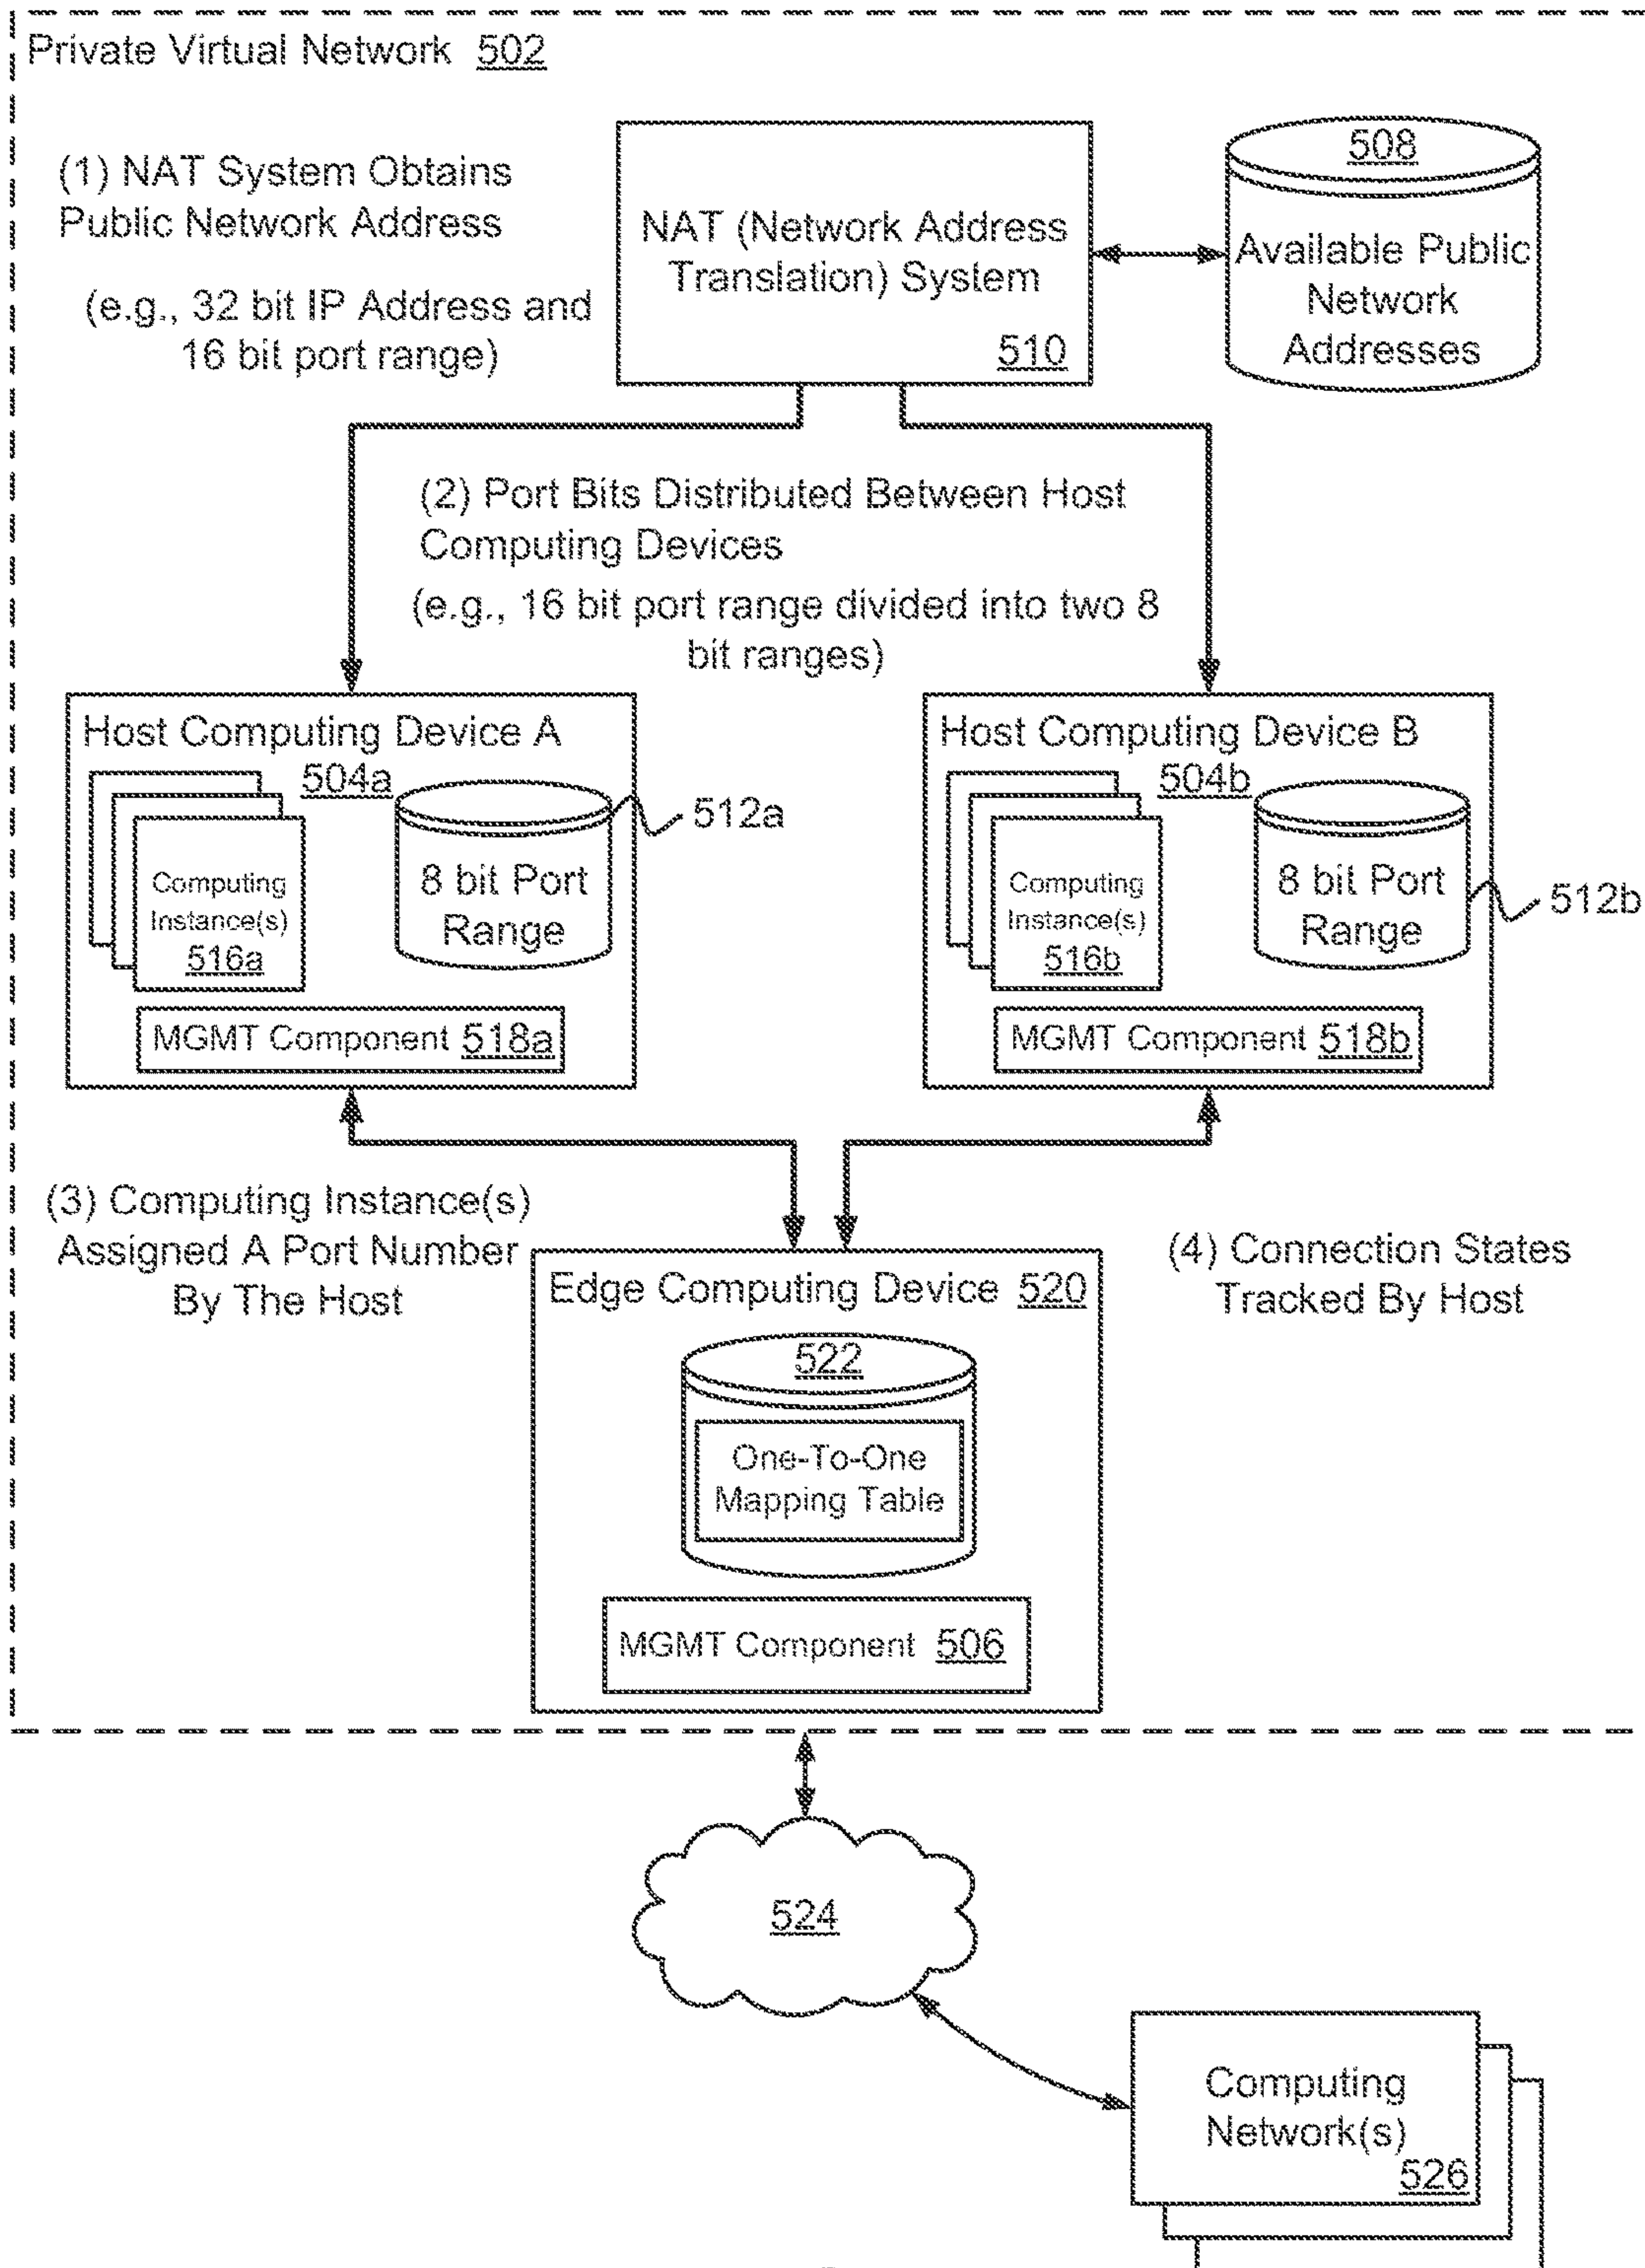 Private Virtual Network 502
(1) NAT System Obtains
Public Network Address
(e.g., 32 bit IP Address and
16 bit port range)
NAT (Network Address
Translation) System
510
508
Available Public
Network
Addresses
(2) Port Bits Distributed Between Host
Computing Devices
(e.g., 16 bit port range divided into two 8
bit ranges)
Host Computing Device A
504a
Computing
Instance(s)
516a
8 bit Port
Range
512a
MGMT Component 518a
Host Computing Device B
504b
Computing
Instance(s)
516b
8 bit Port
Range
512b
MGMT Component 518b
(3) Computing Instance(s)
Assigned A Port Number
By The Host
(4) Connection States
Tracked By Host
Edge Computing Device 520
522
One-To-One
Mapping Table
MGMT Component 506
524
Computing
Network(s)
526